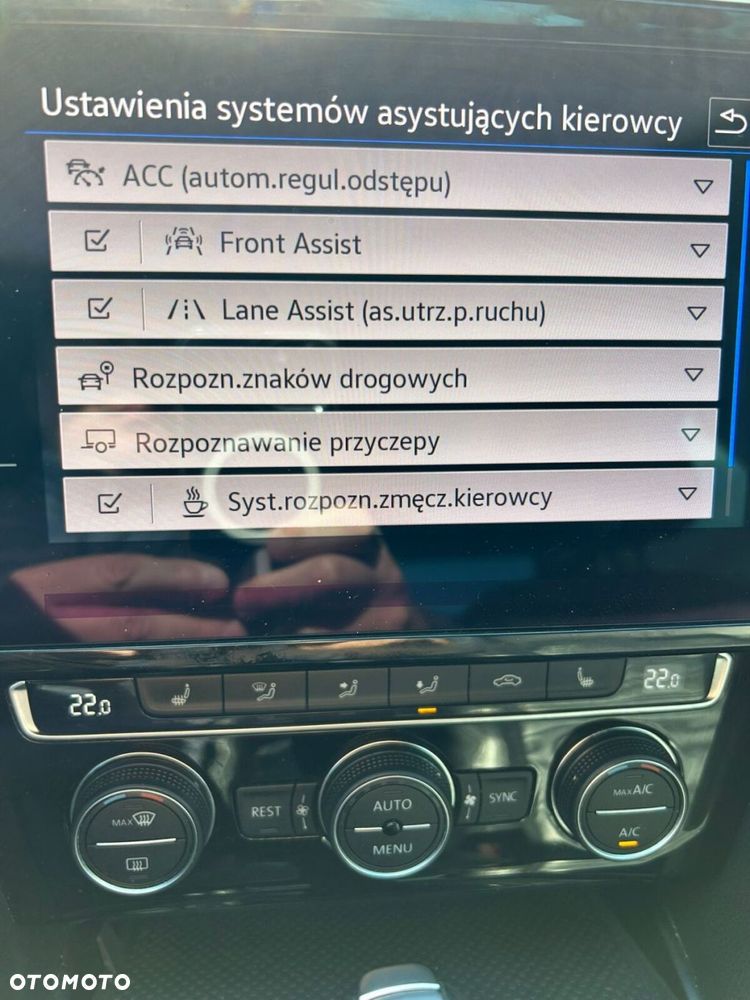 Ustawienia systemów asystujących kierowcy
ACC (autom.regul.odstępu)
Front Assist
Lane Assist (as.utrz.p.ruchu)
Rozpozn.znaków drogowych
Rozpoznawanie przyczepy
Syst.rozpozn.zmęcz.kierowcy
22.0
22.0
MAX
REST
AUTO
MENU
SYNC
MAX A/C
A/C
OTOMOTO